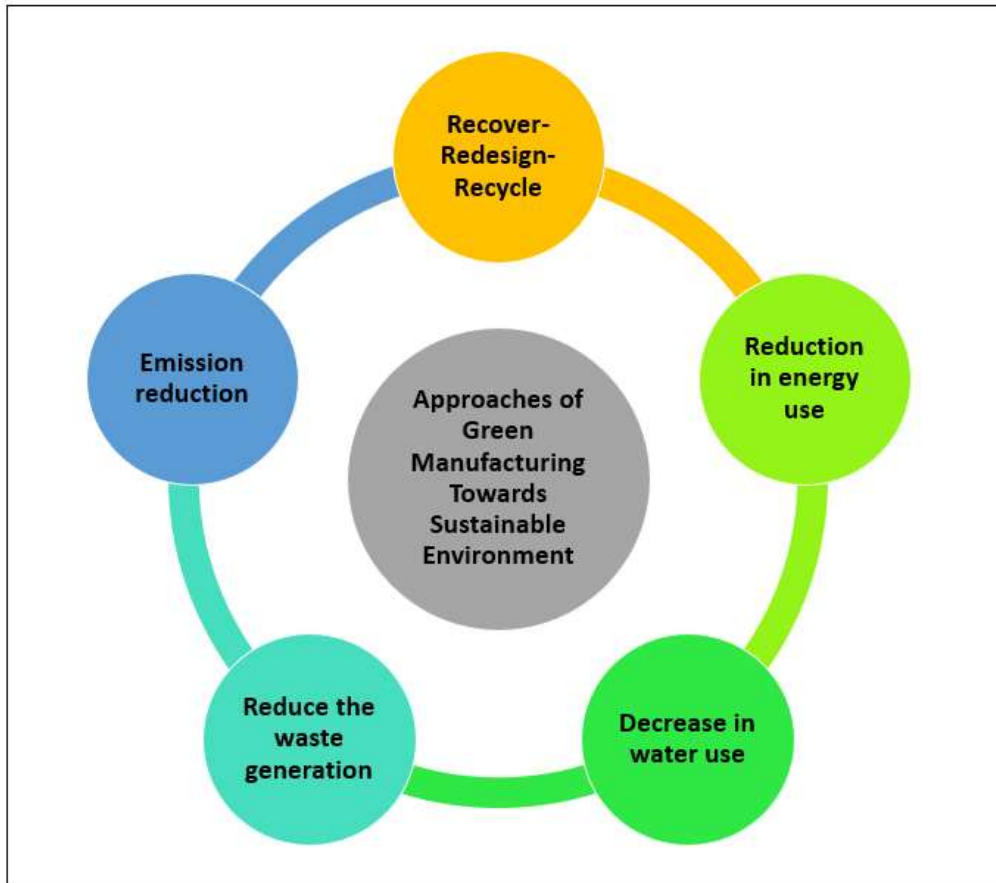 Recover-
Redesign-
Recycle
Reduction
in energy
use
Decrease in
water use
Reduce the
waste
generation
Emission
reduction
Approaches of
Green
Manufacturing
Towards
Sustainable
Environment